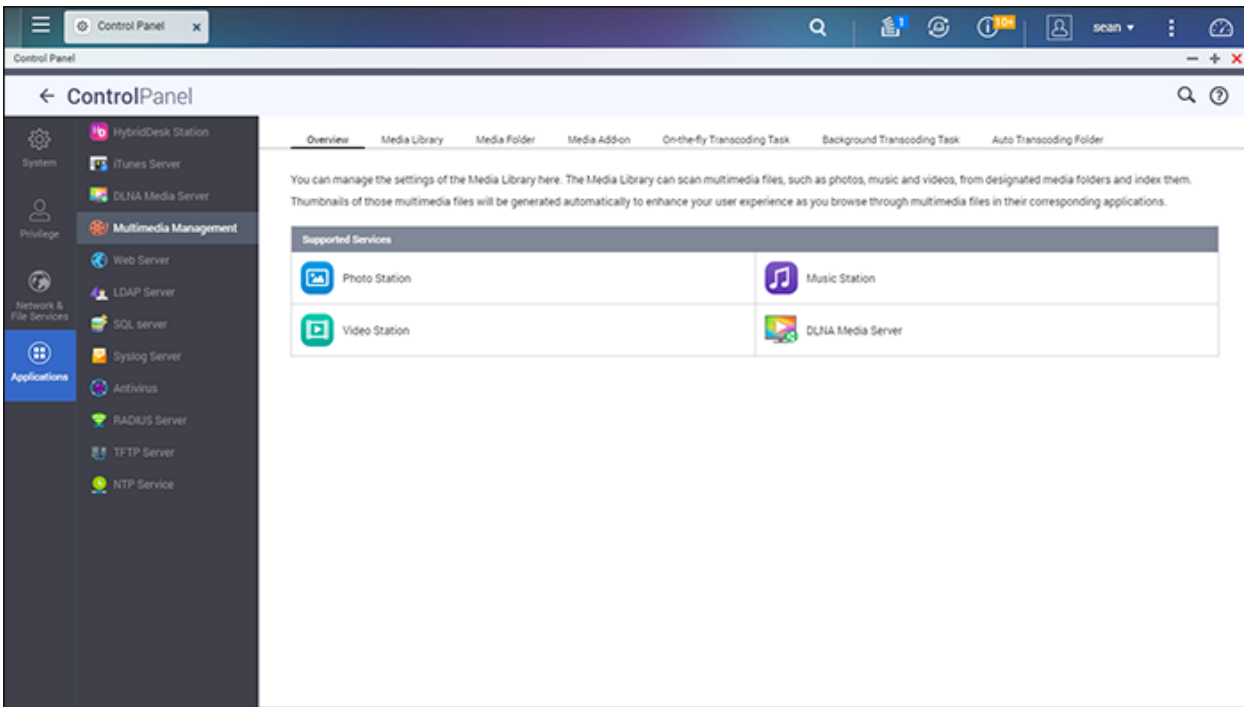 Control Panel
1
10+
sean
Control Panel
ControlPanel
System
Privilege
Network &
File Services
Applications
HybridDesk Station
iTunes Server
DLNA Media Server
Multimedia Management
Web Server
LDAP Server
SQL server
Syslog Server
Antivirus
RADIUS Server
TFTP Server
NTP Service
Overview Media Library Media Folder Media Add-on On-the-fly Transcoding Task Background Transcoding Task Auto Transcoding Folder
You can manage the settings of the Media Library here. The Media Library can scan multimedia files, such as photos, music and videos, from designated media folders and index them.
Thumbnails of those multimedia files will be generated automatically to enhance your user experience as you browse through multimedia files in their corresponding applications.
Supported Services
Photo Station Music Station
Video Station DLNA Media Server